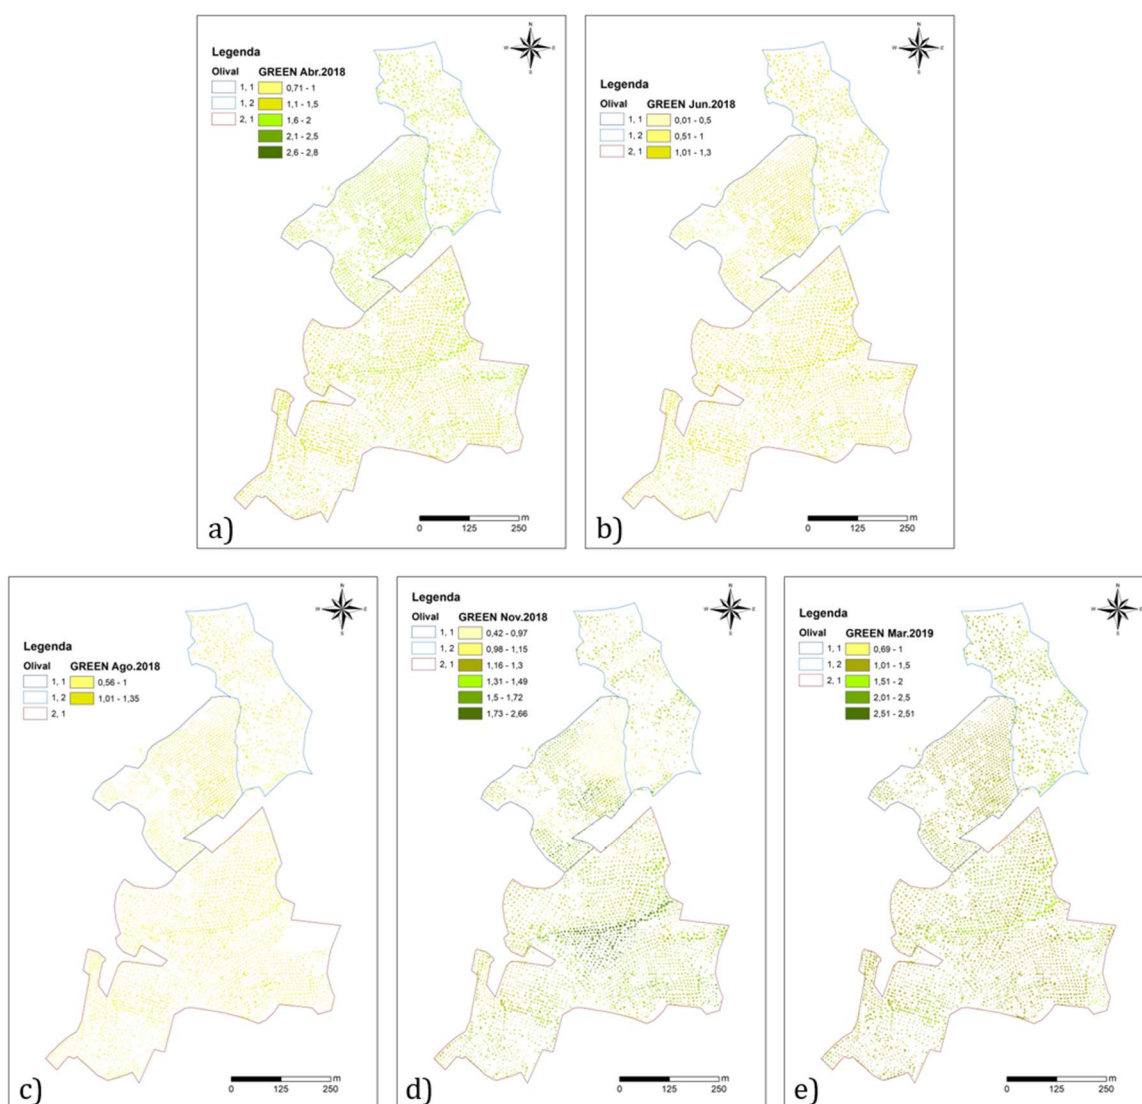 Legenda
Olival GREEN Abr.2018
1, 1 0,71 - 1
1, 2 1,1 - 1,5
2, 1 1,6 - 2
2,1 - 2,5
2,6 - 2,8
N
W E
S
0 125 250 m
a)
Legenda
Olival GREEN Jun.2018
1, 1 0,01 - 0,5
1, 2 0,51 - 1
2, 1 1,01 - 1,3
N
W E
S
0 125 250 m
b)
Legenda
Olival GREEN Ago.2018
1, 1 0,56 - 1
1, 2 1,01 - 1,35
2, 1
N
W E
S
0 125 250 m
c)
Legenda
Olival GREEN Nov.2018
1, 1 0,42 - 0,97
1, 2 0,98 - 1,15
2, 1 1,16 - 1,3
1,31 - 1,49
1,5 - 1,72
1,73 - 2,66
N
W E
S
0 125 250 m
d)
Legenda
Olival GREEN Mar.2019
1, 1 0,69 - 1
1, 2 1,01 - 1,5
2, 1 1,51 - 2
2,01 - 2,5
2,51 - 2,51
N
W E
S
0 125 250 m
e)